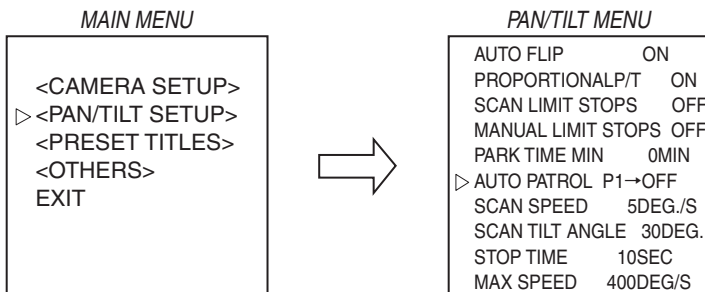 MAIN MENU
<CAMERA SETUP>
<PAN/TILT SETUP>
<PRESET TITLES>
<OTHERS>
EXIT
PAN/TILT MENU
AUTO FLIP ON
PROPORTIONALP/T ON
SCAN LIMIT STOPS OFF
MANUAL LIMIT STOPS OFF
PARK TIME MIN 0MIN
AUTO PATROL P1→OFF
SCAN SPEED 5DEG./S
SCAN TILT ANGLE 30DEG.
STOP TIME 10SEC
MAX SPEED 400DEG/S